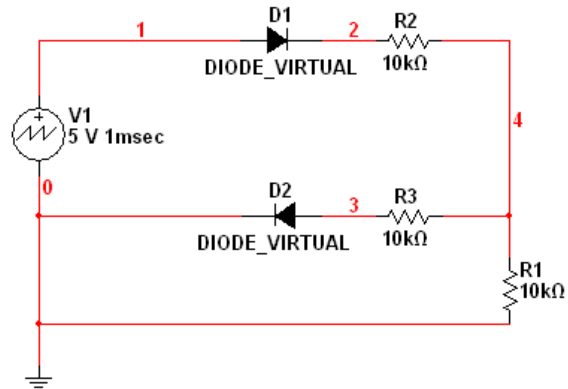 D1
1
2
R2
DIODE_VIRTUAL
10kΩ
V1
5 V 1msec
4
0
D2
3
R3
DIODE_VIRTUAL
10kΩ
R1
10kΩ